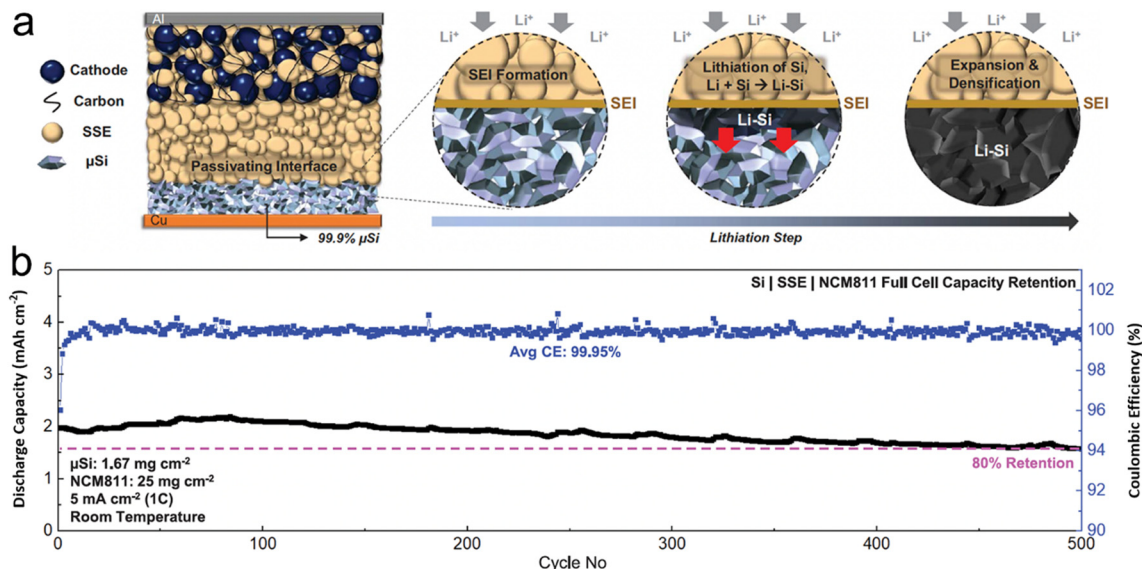 a
Al
Cathode
Carbon
SSE
µSi
Passivating Interface
Cu
99.9% µSi
Li⁺ Li⁺
SEI Formation
SEI
Li⁺ Li⁺
Lithiation of Si,
Li + Si → Li-Si
Li-Si
SEI
Li⁺ Li⁺
Expansion &
Densification
SEI
Li-Si
Lithiation Step
b
Discharge Capacity (mAh cm⁻²)
5
4
3
2
1
0
Si | SSE | NCM811 Full Cell Capacity Retention
Avg CE: 99.95%
80% Retention
µSi: 1.67 mg cm⁻²
NCM811: 25 mg cm⁻²
5 mA cm⁻² (1C)
Room Temperature
102
100
98
96
94
92
90
Coulombic Efficiency (%)
0 100 200 300 400 500
Cycle No